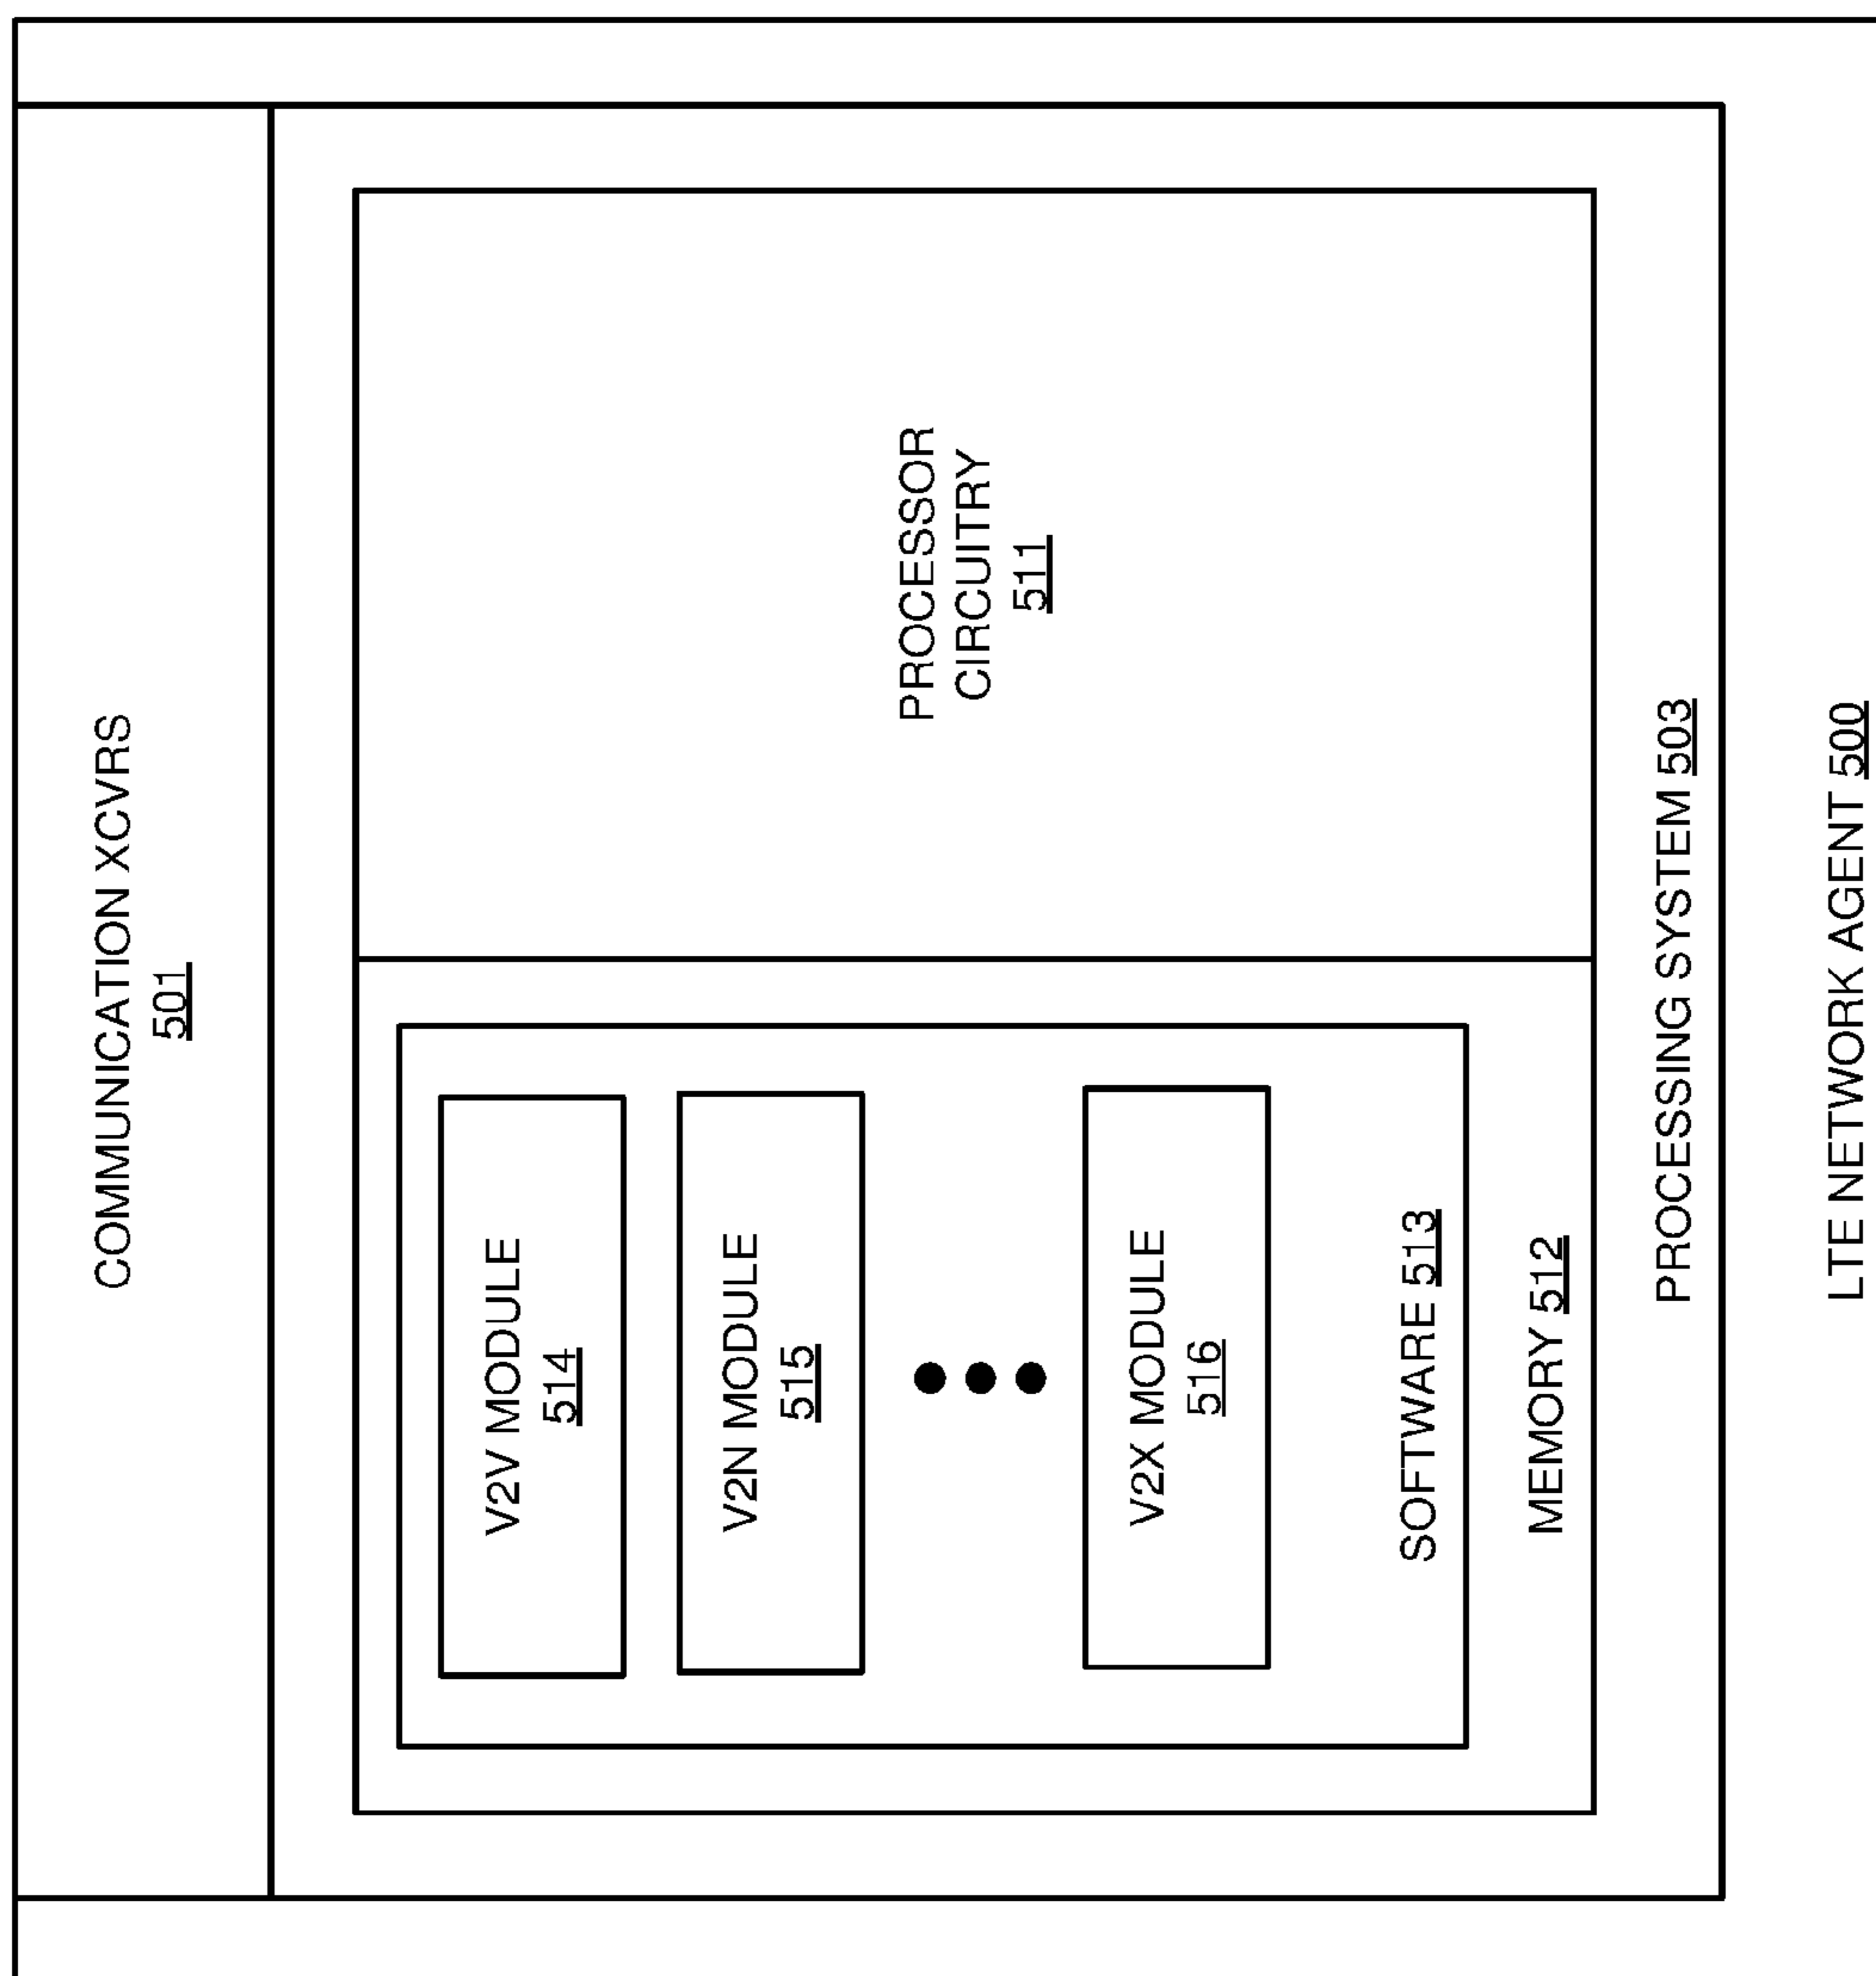 COMMUNICATION XCVRS
501
V2V MODULE
514
V2N MODULE
515
V2X MODULE
516
SOFTWARE 513
MEMORY 512
PROCESSOR
CIRCUITRY
511
PROCESSING SYSTEM 503
LTE NETWORK AGENT 500